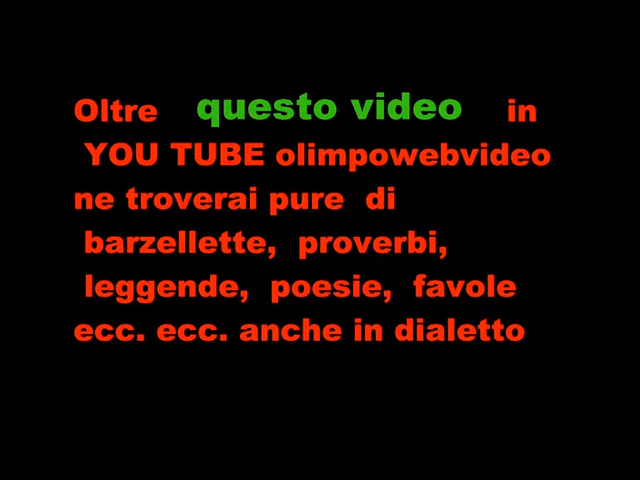 Oltre questo video in
YOU TUBE olimpowebvideo
ne troverai pure di
barzellette, proverbi,
leggende, poesie, favole
ecc. ecc. anche in dialetto